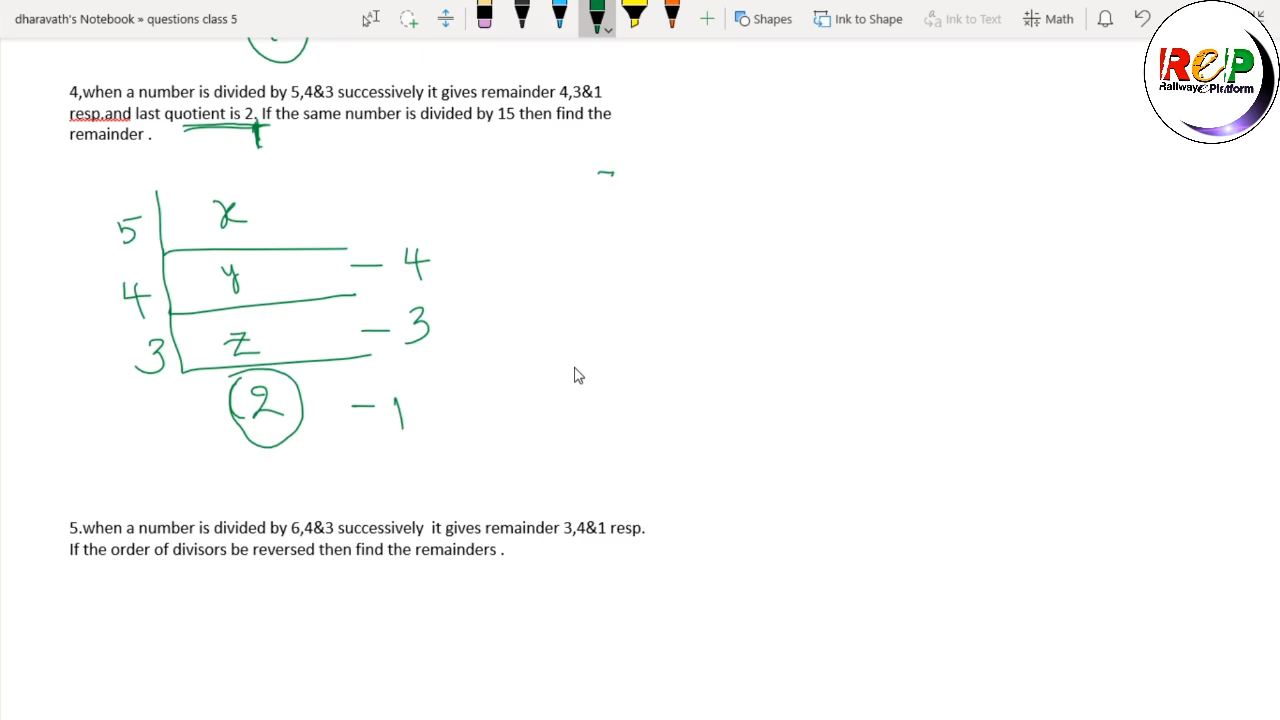 dharavath's Notebook » questions class 5
Shapes
Ink to Shape
Ink to Text
Math
ReP
Railways Platform
4,when a number is divided by 5,4&3 successively it gives remainder 4,3&1
resp.and last quotient is 2, If the same number is divided by 15 then find the
remainder .
5 x
4 y – 4
3 z – 3
2 – 1
5.when a number is divided by 6,4&3 successively it gives remainder 3,4&1 resp.
If the order of divisors be reversed then find the remainders .